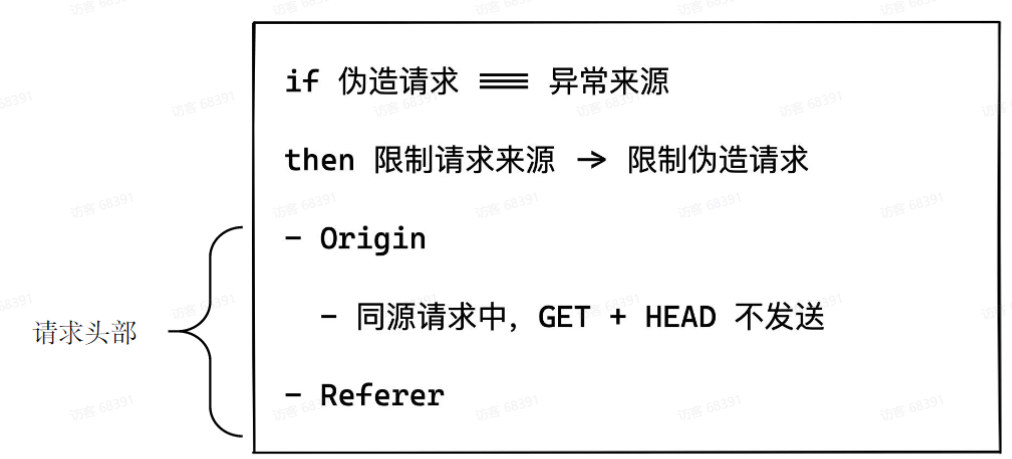 if 伪造请求 === 异常来源
then 限制请求来源 -> 限制伪造请求
- Origin
- 同源请求中，GET + HEAD 不发送
请求头部
- Referer
访客 68391